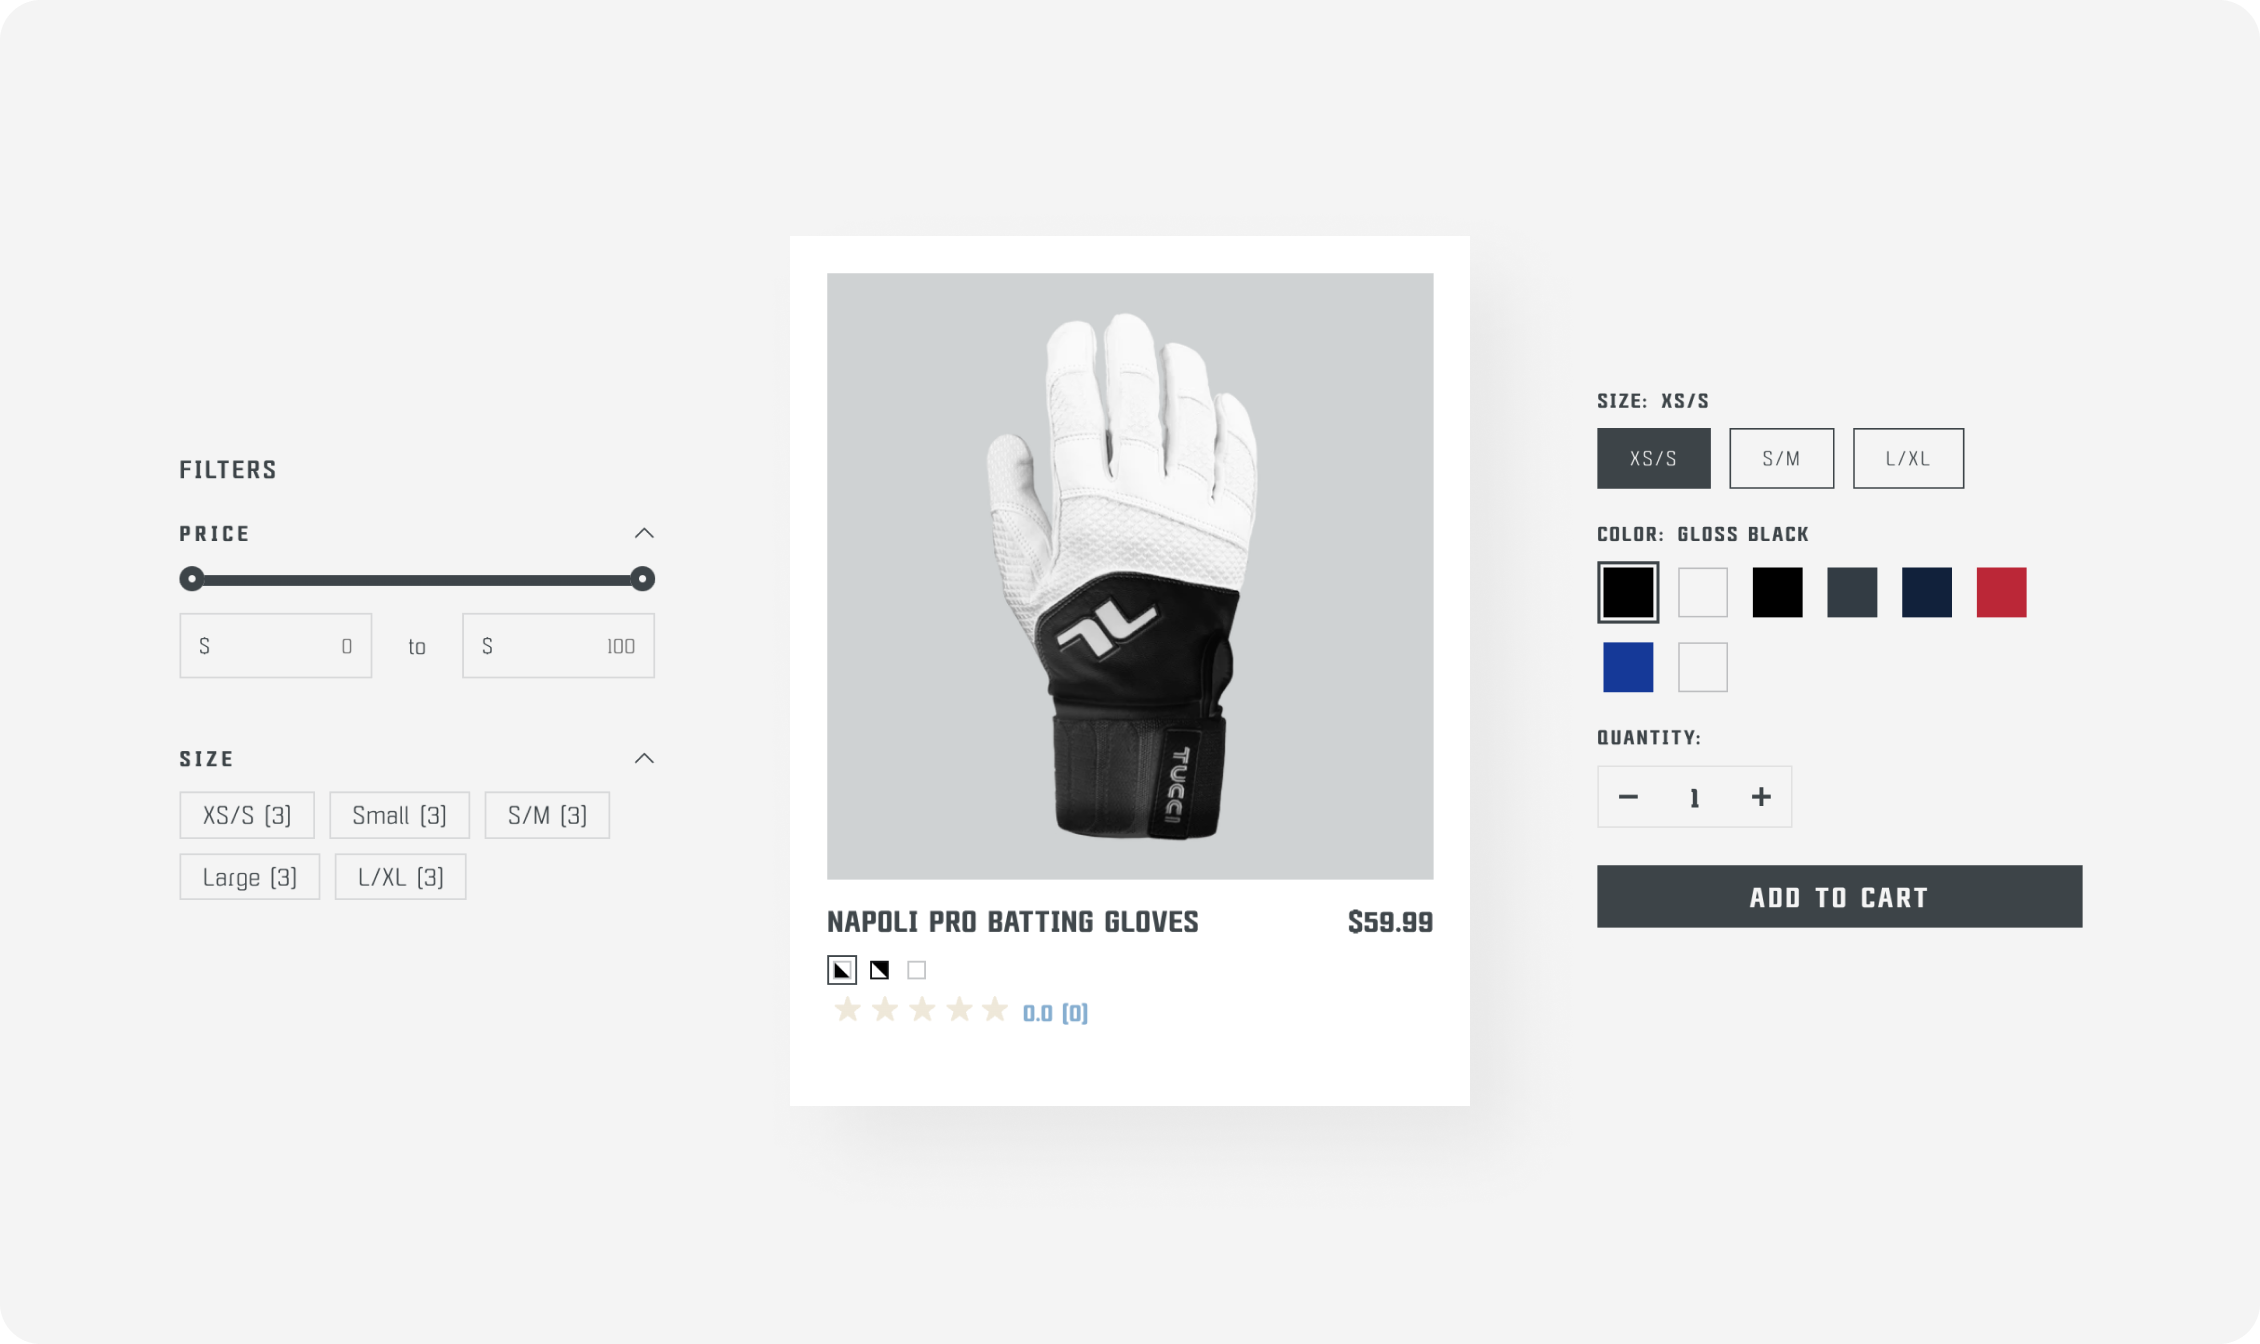 FILTERS
PRICE
$ 0 to $ 100
SIZE
XS/S [3] Small [3] S/M [3]
Large [3] L/XL [3]
TUCCI
NAPOLI PRO BATTING GLOVES $59.99
0.0 [0]
SIZE: XS/S
XS/S S/M L/XL
COLOR: GLOSS BLACK
QUANTITY:
− 1 +
ADD TO CART